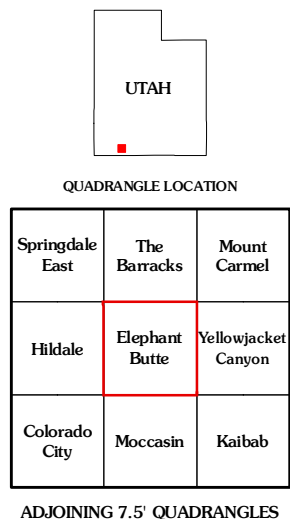 UTAH
QUADRANGLE LOCATION
Springdale
East
The
Barracks
Mount
Carmel
Hildale
Elephant
Butte
Yellowjacket
Canyon
Colorado
City
Moccasin
Kaibab
ADJOINING 7.5' QUADRANGLES